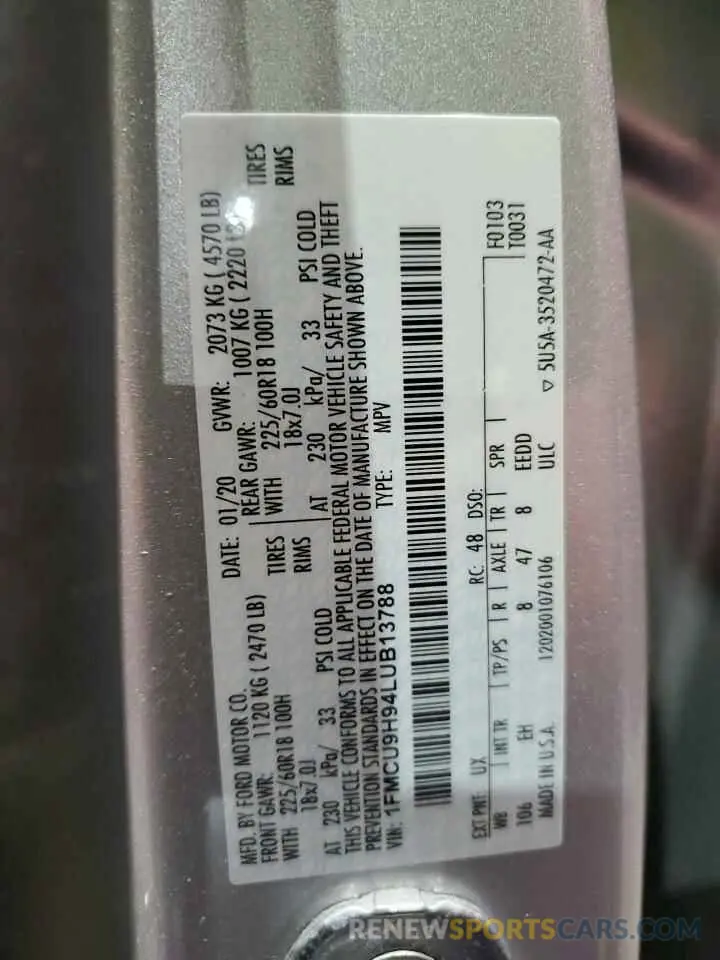 MFD. BY FORD MOTOR CO. DATE: 01/20 GVWR: 2073 KG ( 4570 LB)
FRONT GAWR: 1120 KG ( 2470 LB) REAR GAWR: 1007 KG ( 2220
WITH 225/60R18 100H TIRES WITH 225/60R18 100H TIRES
18x7.0J RIMS 18x7.0J RIMS
AT 230 kPa/ 33 PSI COLD AT 230 kPa/ 33 PSI COLD
THIS VEHICLE CONFORMS TO ALL APPLICABLE FEDERAL MOTOR VEHICLE SAFETY AND THEFT
PREVENTION STANDARDS IN EFFECT ON THE DATE OF MANUFACTURE SHOWN ABOVE.
VIN: 1FMCU9H94LUB13788 TYPE: MPV
EXT PNT: UX RC: 48 DSO:
WB INT TR TP/PS R AXLE TR SPR F0103
106 EH 8 47 8 EEDD T0031
MADE IN U.S.A. 1202001076106 ULC ▽ 5U5A-3520472-AA
RENEWSPORTSCARS.COM